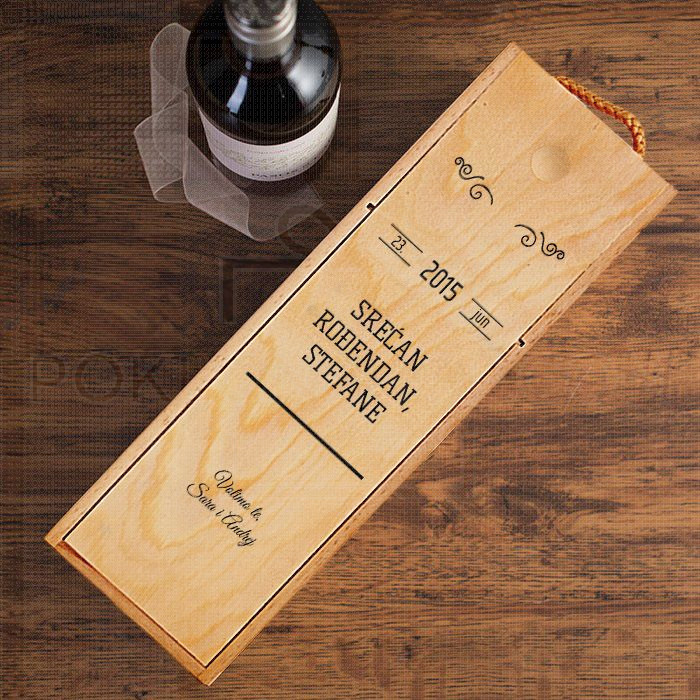 23.
2015
jun
SREĆAN
ROĐENDAN,
STEFANE
Volimo te,
Sara i Andrej